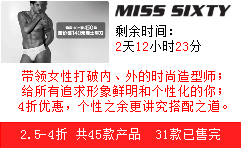 MISS SIXTY
剩余时间：
2天12小时23分
带领女性打破内、外的时尚造型师；
给所有追求形象鲜明和个性化的你；
4折优惠，个性之余更讲究搭配之道。
2.5-4折 共45款产品 31款已售完